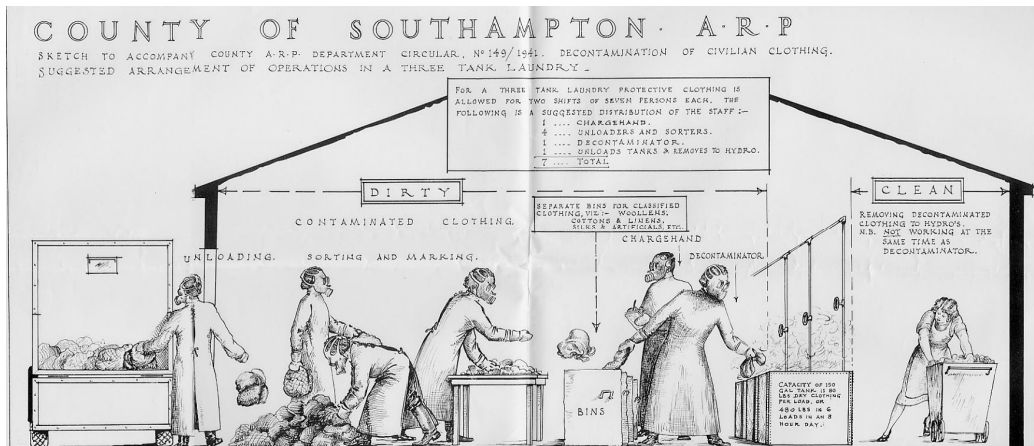 COUNTY OF SOUTHAMPTON · A·R·P
SKETCH TO ACCOMPANY COUNTY A·R·P· DEPARTMENT CIRCULAR, Nº 149/1941. DECONTAMINATION OF CIVILIAN CLOTHING.
SUGGESTED ARRANGEMENT OF OPERATIONS IN A THREE TANK LAUNDRY –
FOR A THREE TANK LAUNDRY PROTECTIVE CLOTHING IS
ALLOWED FOR TWO SHIFTS OF SEVEN PERSONS EACH. THE
FOLLOWING IS A SUGGESTED DISTRIBUTION OF THE STAFF :–
1 .... CHARGEHAND.
4 .... UNLOADERS AND SORTERS.
1 .... DECONTAMINATOR.
1 .... UNLOADS TANKS & REMOVES TO HYDRO.
7 .... TOTAL
DIRTY
CLEAN
CONTAMINATED CLOTHING.
UNLOADING. SORTING AND MARKING.
SEPARATE BINS FOR CLASSIFIED
CLOTHING, VIZ:– WOOLLENS,
COTTONS & LINENS,
SILKS & ARTIFICIALS, ETC.
CHARGEHAND
DECONTAMINATOR
REMOVING DECONTAMINATED
CLOTHING TO HYDRO'S.
N.B. NOT WORKING AT THE
SAME TIME AS
DECONTAMINATOR.
BINS
CAPACITY OF 150
GAL TANK IS 80
LBS DRY CLOTHING
PER LOAD, OR
480 LBS IN 6
LOADS IN AN 8
HOUR DAY.